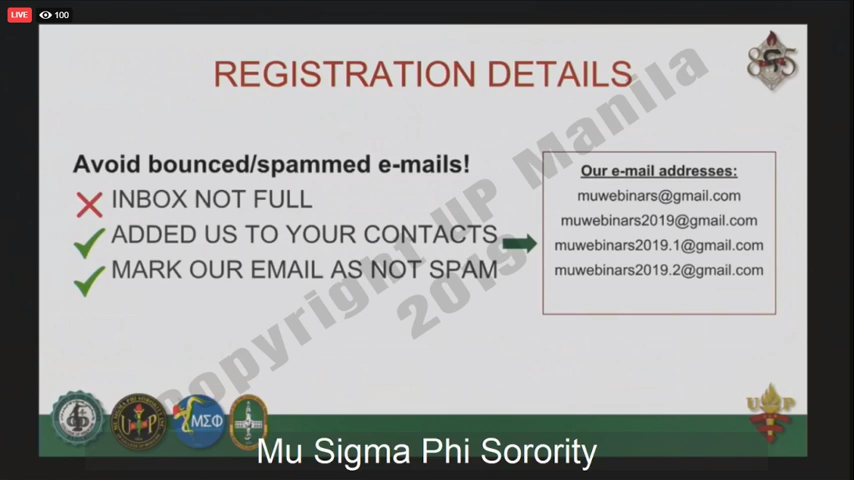 LIVE 100
REGISTRATION DETAILS
85
Avoid bounced/spammed e-mails!
INBOX NOT FULL
ADDED US TO YOUR CONTACTS
MARK OUR EMAIL AS NOT SPAM
Our e-mail addresses:
muwebinars@gmail.com
muwebinars2019@gmail.com
muwebinars2019.1@gmail.com
muwebinars2019.2@gmail.com
copyright UP Manila
2019
ΜΣΦ
U P
Mu Sigma Phi Sorority